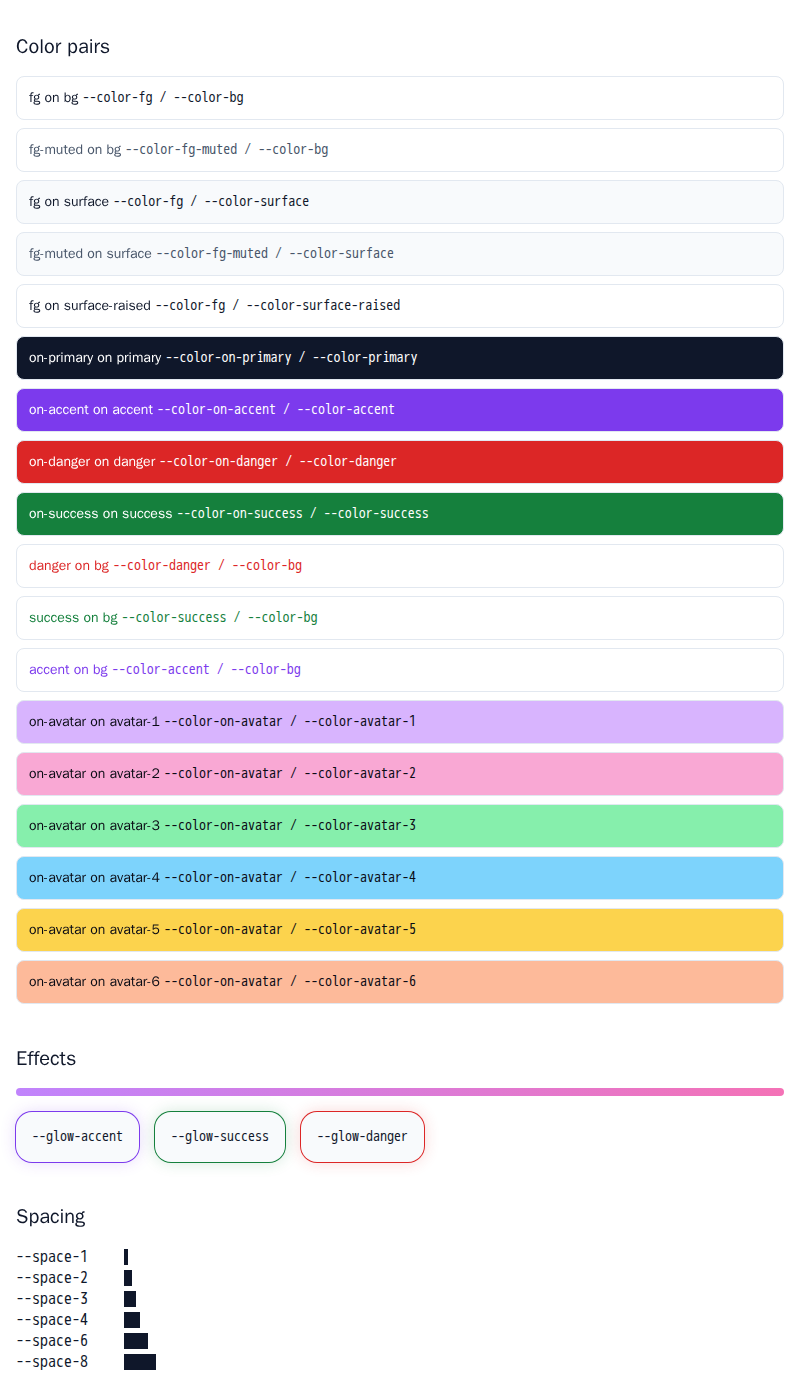 Color pairs
fg on bg --color-fg / --color-bg
fg-muted on bg --color-fg-muted / --color-bg
fg on surface --color-fg / --color-surface
fg-muted on surface --color-fg-muted / --color-surface
fg on surface-raised --color-fg / --color-surface-raised
on-primary on primary --color-on-primary / --color-primary
on-accent on accent --color-on-accent / --color-accent
on-danger on danger --color-on-danger / --color-danger
on-success on success --color-on-success / --color-success
danger on bg --color-danger / --color-bg
success on bg --color-success / --color-bg
accent on bg --color-accent / --color-bg
on-avatar on avatar-1 --color-on-avatar / --color-avatar-1
on-avatar on avatar-2 --color-on-avatar / --color-avatar-2
on-avatar on avatar-3 --color-on-avatar / --color-avatar-3
on-avatar on avatar-4 --color-on-avatar / --color-avatar-4
on-avatar on avatar-5 --color-on-avatar / --color-avatar-5
on-avatar on avatar-6 --color-on-avatar / --color-avatar-6
Effects
--glow-accent --glow-success --glow-danger
Spacing
--space-1
--space-2
--space-3
--space-4
--space-6
--space-8